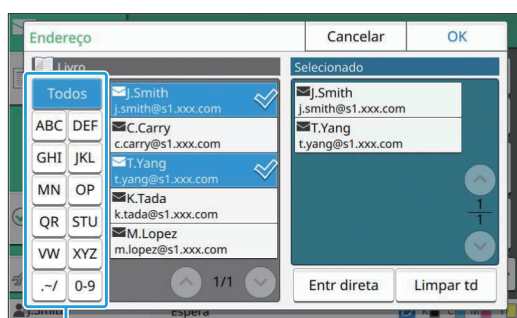 Endereço
Cancelar
OK
Livro
Selecionado
Todos
ABC DEF
GHI JKL
MN OP
QR STU
VW XYZ
.~/ 0-9
J.Smith
j.smith@s1.xxx.com
C.Carry
c.carry@s1.xxx.com
T.Yang
t.yang@s1.xxx.com
K.Tada
k.tada@s1.xxx.com
M.Lopez
m.lopez@s1.xxx.com
1/1
J.Smith
j.smith@s1.xxx.com
T.Yang
t.yang@s1.xxx.com
1
1
Entr direta
Limpar td
J.Smith
Espera
C
M
Y